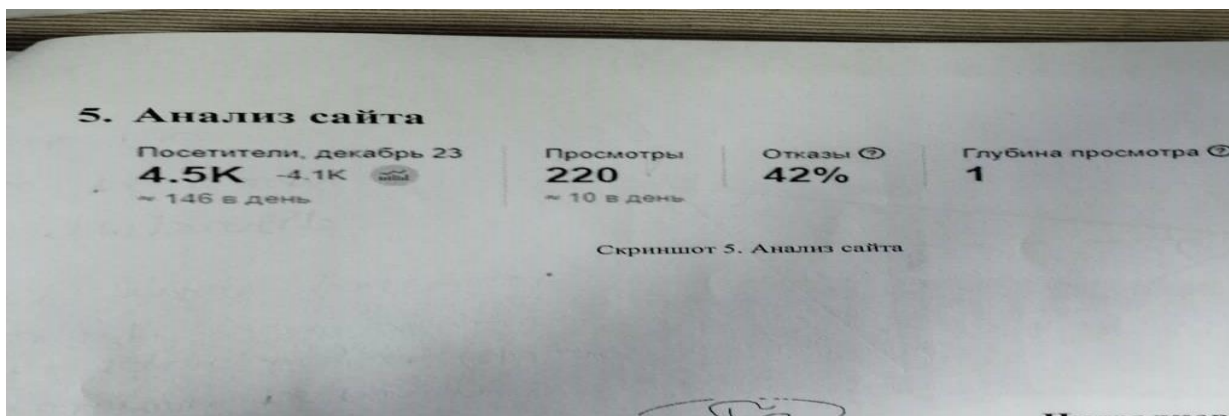 5. Анализ сайта
Посетители, декабрь 23 Просмотры Отказы ? Глубина просмотра ?
4.5K -4.1K 220 42% 1
≈ 146 в день ≈ 10 в день
Скриншот 5. Анализ сайта